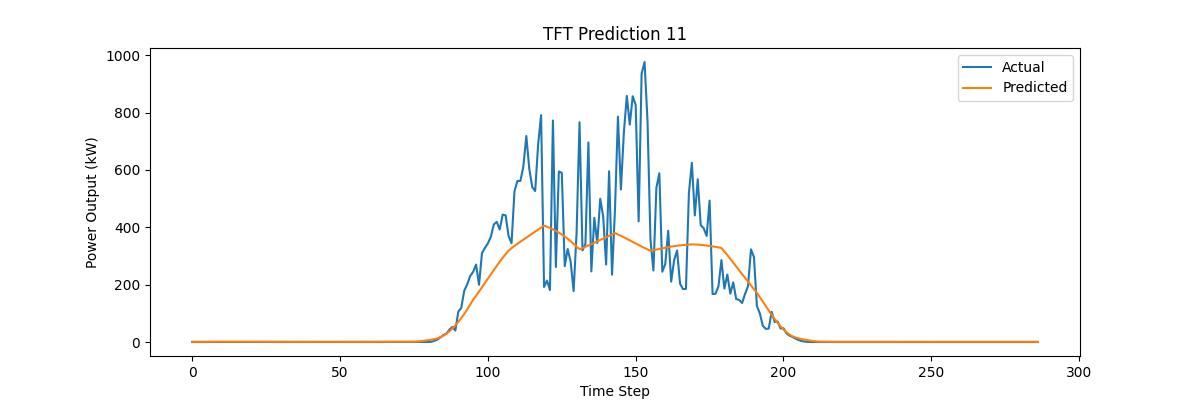 TFT Prediction 11
Actual
Predicted
Power Output (kW)
1000
800
600
400
200
0
0 50 100 150 200 250 300
Time Step